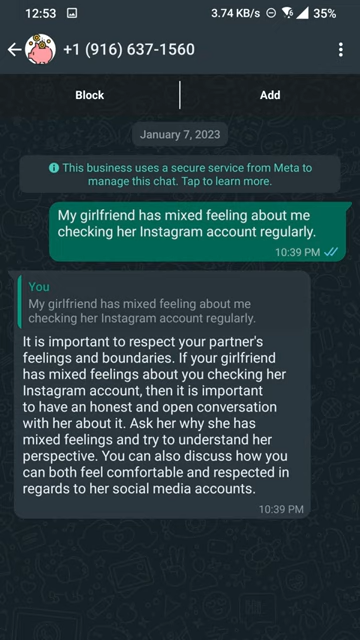 12:53 3.74 KB/s 35%
+1 (916) 637-1560
Block Add
January 7, 2023
This business uses a secure service from Meta to
manage this chat. Tap to learn more.
My girlfriend has mixed feeling about me
checking her Instagram account regularly.
10:39 PM
You
My girlfriend has mixed feeling about me
checking her Instagram account regularly.
It is important to respect your partner's
feelings and boundaries. If your girlfriend
has mixed feelings about you checking her
Instagram account, then it is important
to have an honest and open conversation
with her about it. Ask her why she has
mixed feelings and try to understand her
perspective. You can also discuss how you
can both feel comfortable and respected in
regards to her social media accounts.
10:39 PM